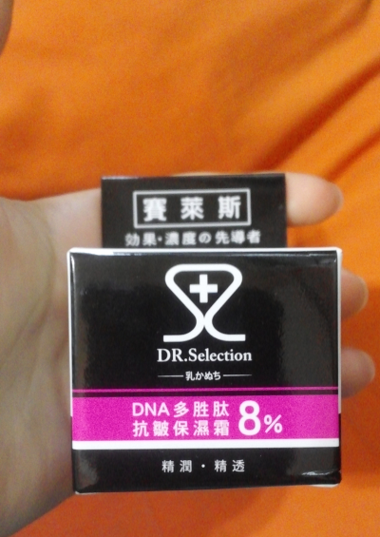 賽萊斯
効果・濃度の先導者
DR.Selection
乳かぬち
DNA多胜肽
抗皺保濕霜 8%
精潤・精透